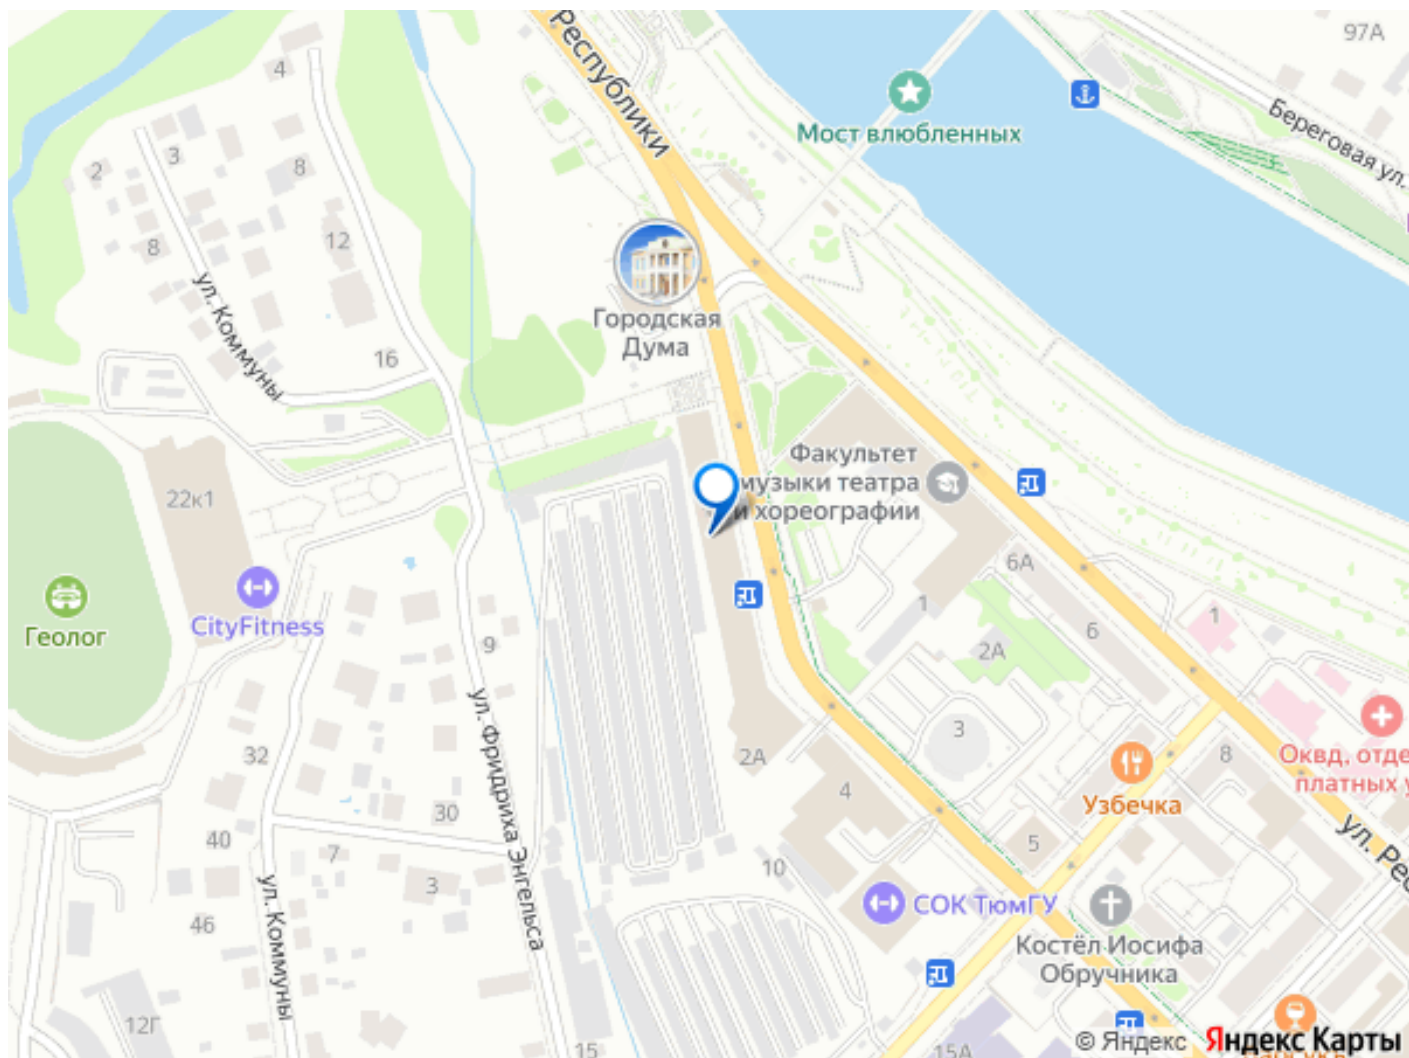 97А
Республики
4
Мост влюбленных
Береговая ул.
3
2
8
8
12
ул. Коммуны
Городская
Дума
16
Факультет
музыки театра
и хореографии
22к1
6А
1
6
1
2А
CityFitness
Геолог
9
ул. Фридриха Энгельса
32
2А
3
8
Оквд, отде
платных у
4
Узбечка
30
40
7
5
ул. Рес
10
3
ул. Коммуны
46
СОК ТюмГУ
Костёл Иосифа
Обручника
12Г
15
15А
© Яндекс Яндекс Карты